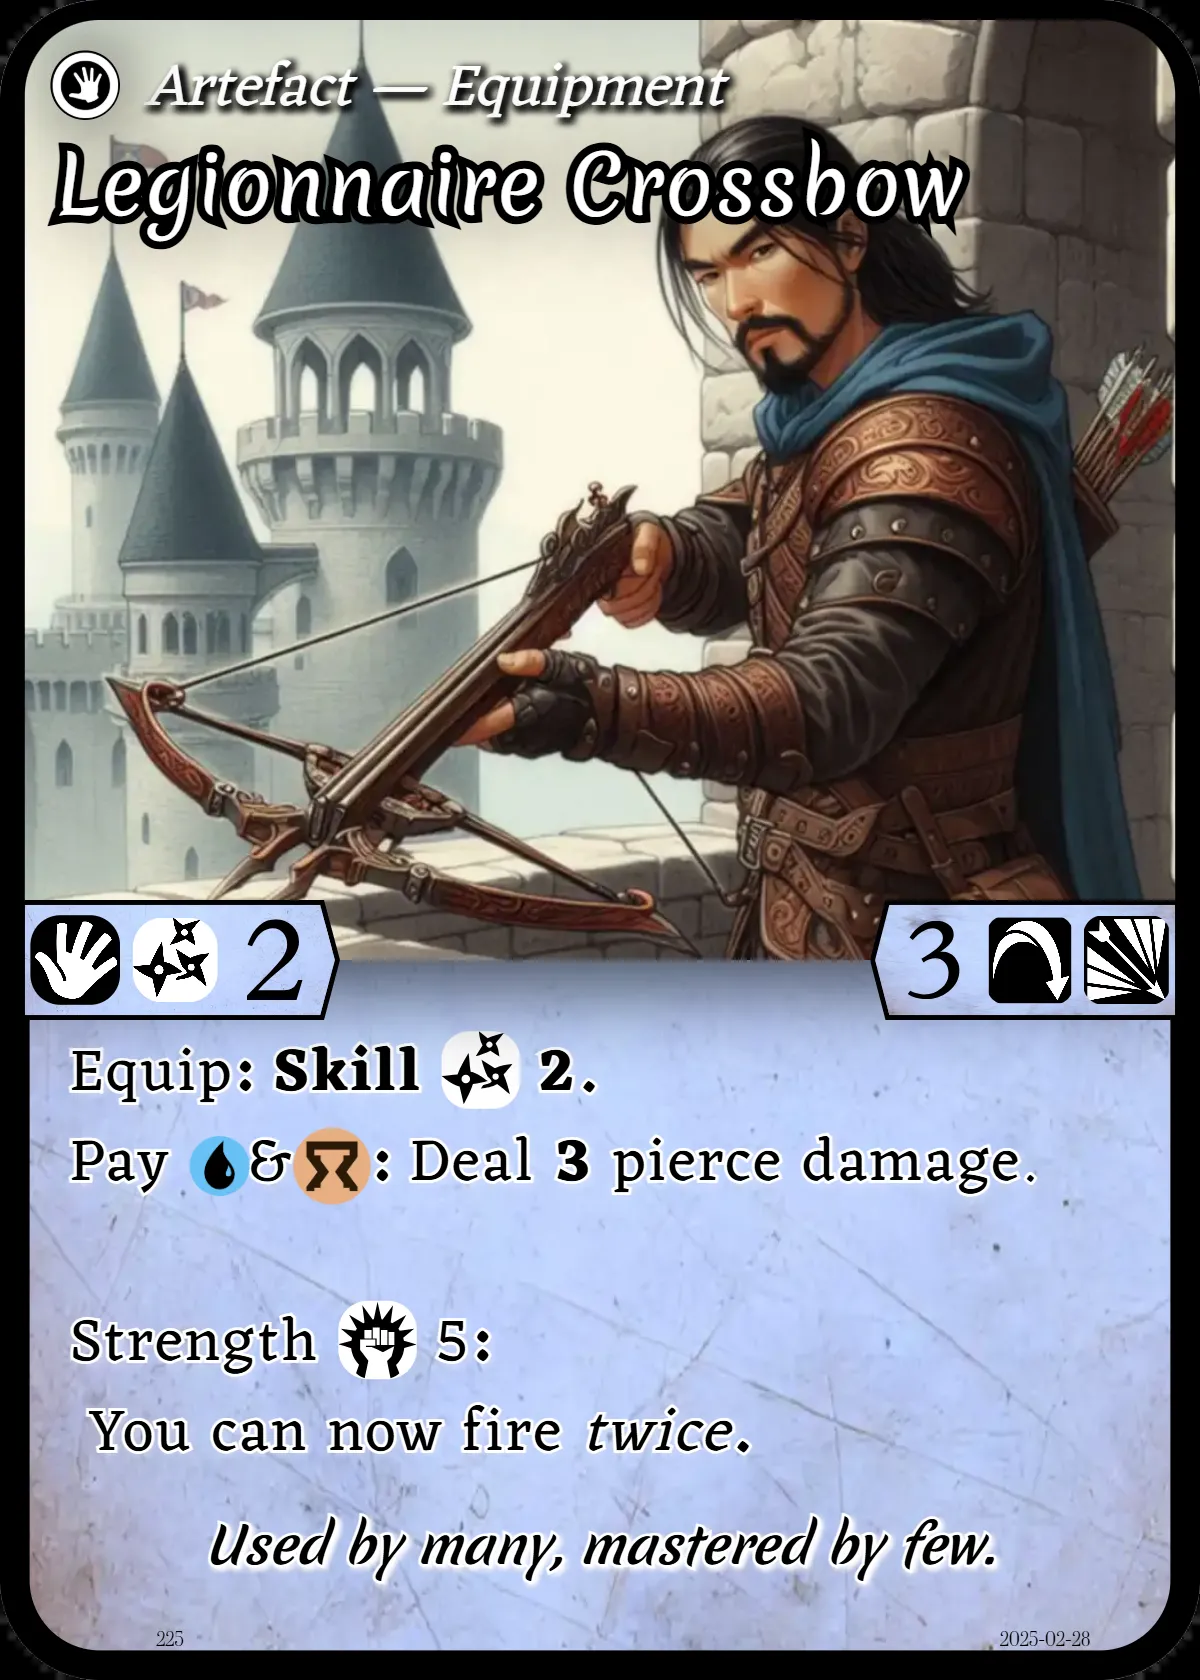 Artefact — Equipment
Legionnaire Crossbow
2
3
Equip: Skill 2.
Pay &: Deal 3 pierce damage.
Strength 5:
You can now fire twice.
Used by many, mastered by few.
225
2025-02-28